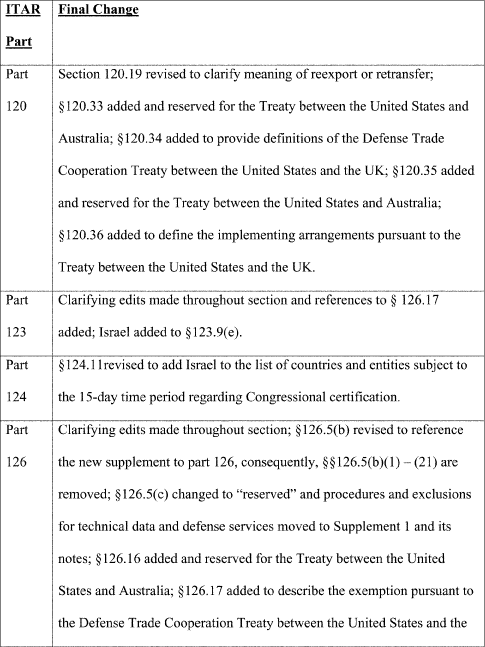 ITAR Final Change
Part
Part Section 120.19 revised to clarify meaning of reexport or retransfer;
120 §120.33 added and reserved for the Treaty between the United States and
Australia; §120.34 added to provide definitions of the Defense Trade
Cooperation Treaty between the United States and the UK; §120.35 added
and reserved for the Treaty between the United States and Australia;
§120.36 added to define the implementing arrangements pursuant to the
Treaty between the United States and the UK.
Part Clarifying edits made throughout section and references to § 126.17
123 added; Israel added to §123.9(e).
Part §124.11revised to add Israel to the list of countries and entities subject to
124 the 15-day time period regarding Congressional certification.
Part Clarifying edits made throughout section; §126.5(b) revised to reference
126 the new supplement to part 126, consequently, §§126.5(b)(1) – (21) are
removed; §126.5(c) changed to “reserved” and procedures and exclusions
for technical data and defense services moved to Supplement 1 and its
notes; §126.16 added and reserved for the Treaty between the United
States and Australia; §126.17 added to describe the exemption pursuant to
the Defense Trade Cooperation Treaty between the United States and the